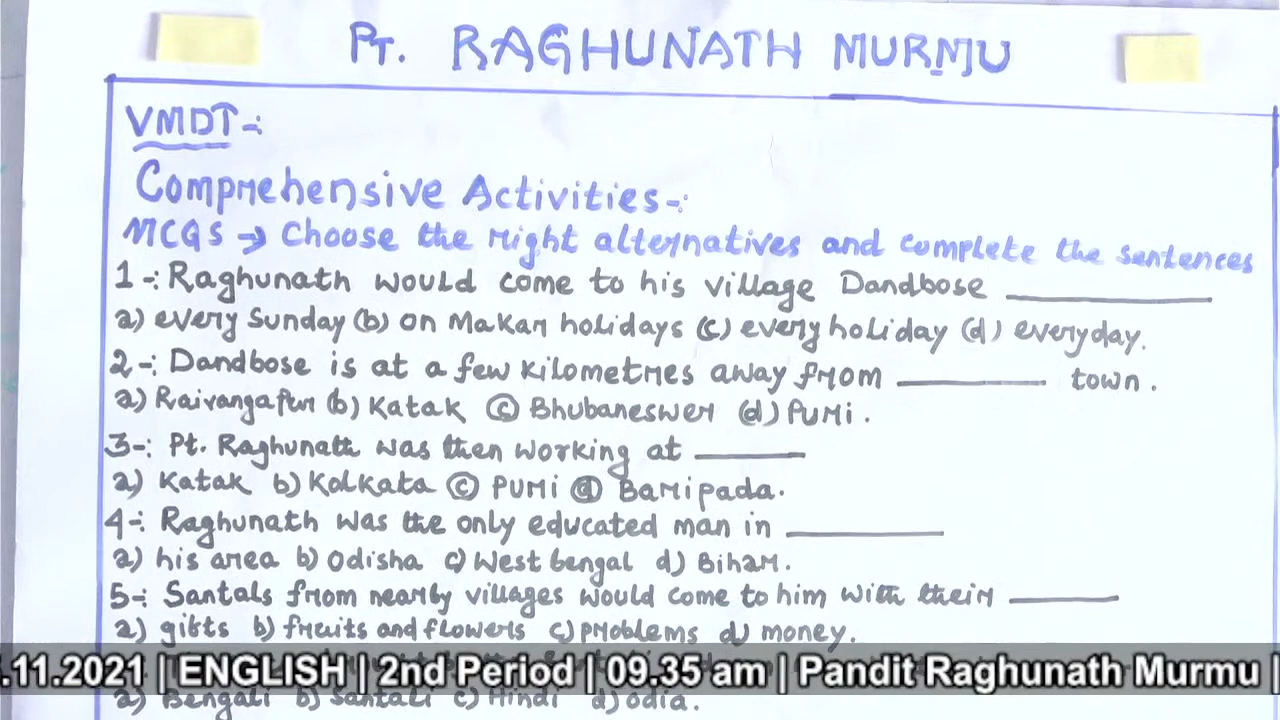 PT. RAGHUNATH MURMU
VMDT-:
Comprehensive Activities-:
MCQS → Choose the right alternatives and complete the sentences
1-: Raghunath would come to his village Dandbose ________
a) every Sunday (b) on Makar holidays (c) every holiday (d) everyday.
2-: Dandbose is at a few kilometres away from ________ town.
a) Rairangapur (b) Katak (c) Bhubaneswer (d) Puri.
3-: Pt. Raghunath was then working at ________
a) Katak b) Kolkata (c) Puri (d) Baripada.
4-: Raghunath was the only educated man in ________
a) his area b) Odisha c) West bengal d) Bihar.
5-: Santals from nearby villages would come to him with their ________
a) gifts b) fruits and flowers c) problems d) money.
.11.2021 | ENGLISH | 2nd Period | 09.35 am | Pandit Raghunath Murmu |
a) Bengali b) Santali c) Hindi d) Odia.